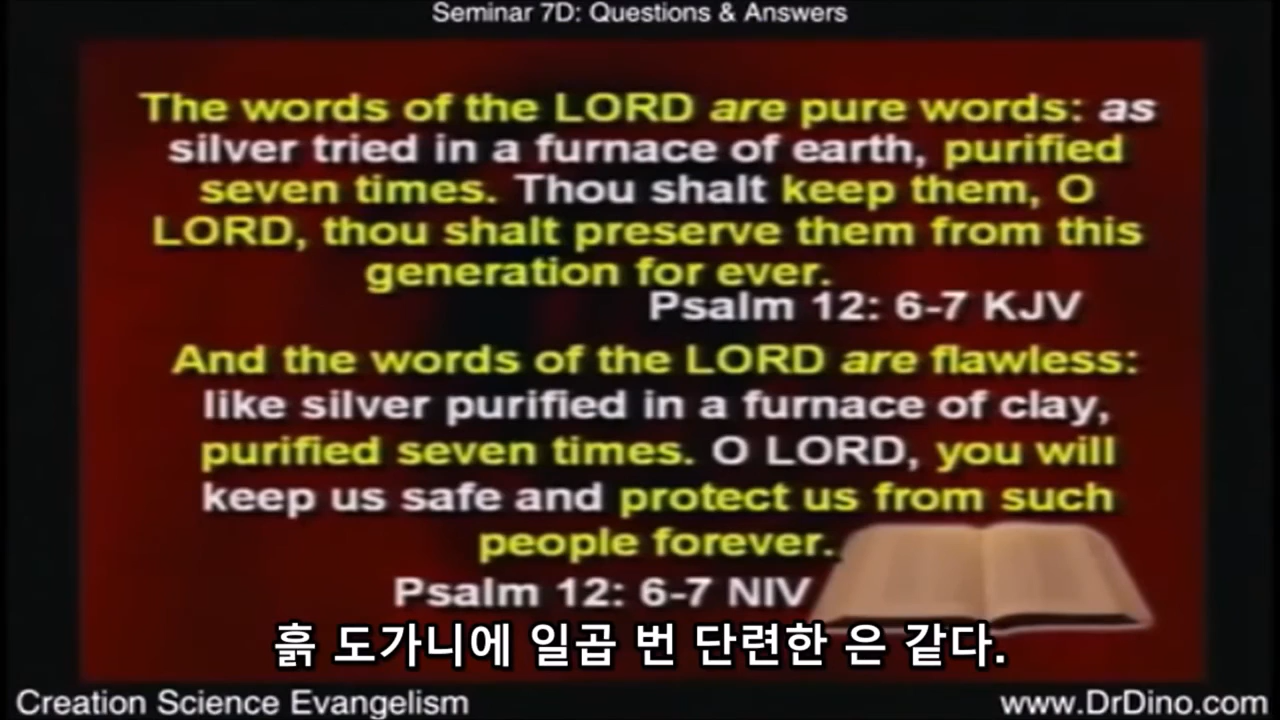 Seminar 7D: Questions & Answers
The words of the LORD are pure words: as
silver tried in a furnace of earth, purified
seven times. Thou shalt keep them, O
LORD, thou shalt preserve them from this
generation for ever.
Psalm 12: 6-7 KJV
And the words of the LORD are flawless:
like silver purified in a furnace of clay,
purified seven times. O LORD, you will
keep us safe and protect us from such
people forever.
Psalm 12: 6-7 NIV
흙 도가니에 일곱 번 단련한 은 같다.
Creation Science Evangelism
www.DrDino.com